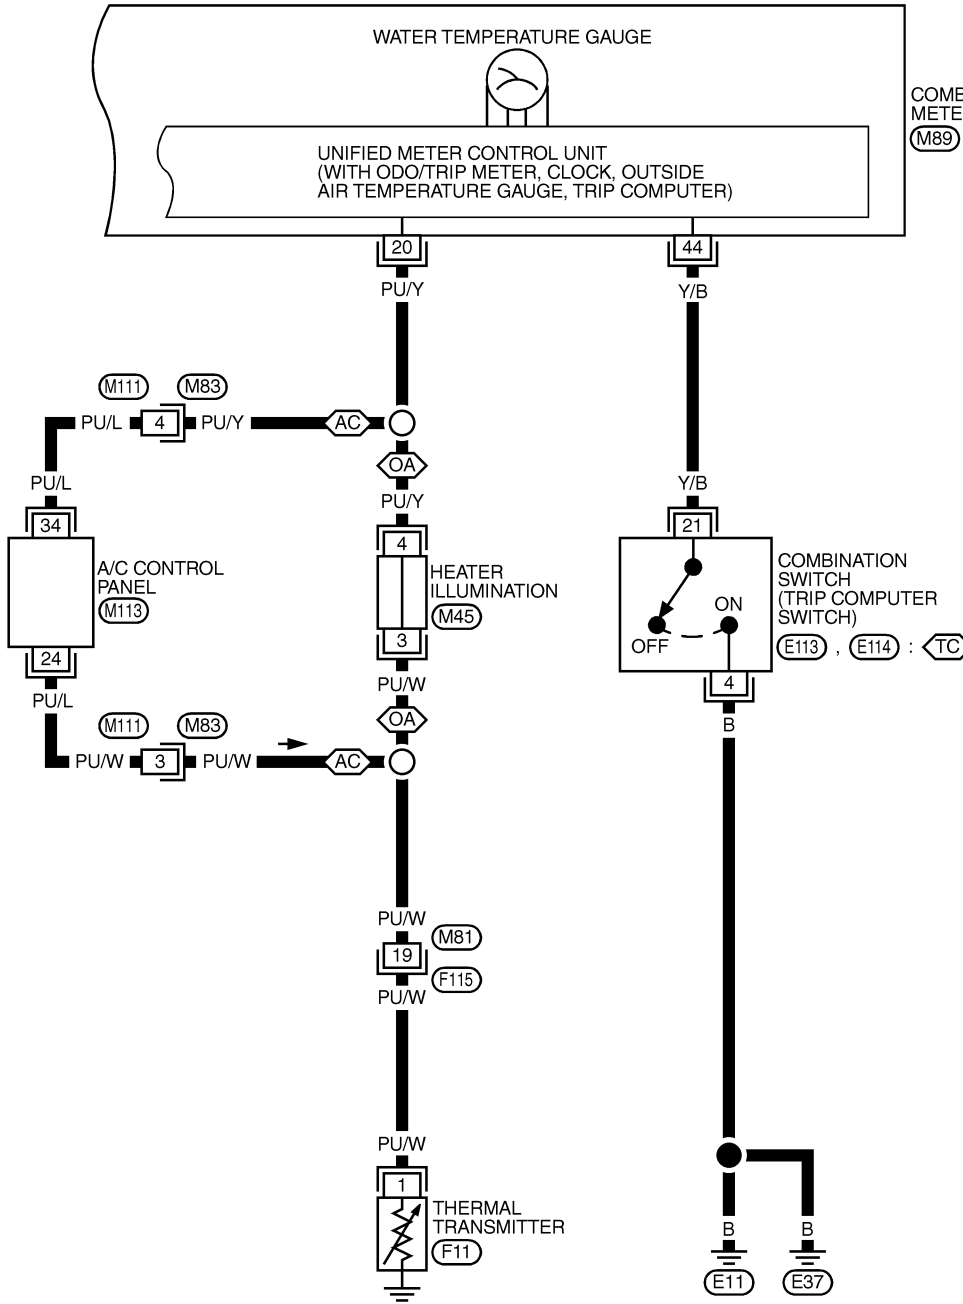 WATER TEMPERATURE GAUGE
COMB
METE
M89
UNIFIED METER CONTROL UNIT
(WITH ODO/TRIP METER, CLOCK, OUTSIDE
AIR TEMPERATURE GAUGE, TRIP COMPUTER)
20
44
PU/Y
Y/B
M111
M83
PU/L
4
PU/Y
AC
OA
PU/L
PU/Y
Y/B
34
4
21
A/C CONTROL
PANEL
M113
HEATER
ILLUMINATION
M45
COMBINATION
SWITCH
(TRIP COMPUTER
SWITCH)
E113 , E114 : TC
ON
OFF
3
24
4
PU/L
PU/W
B
M111
M83
OA
PU/W
3
PU/W
AC
PU/W
M81
19
F115
PU/W
PU/W
1
THERMAL
TRANSMITTER
F11
B
B
E11
E37